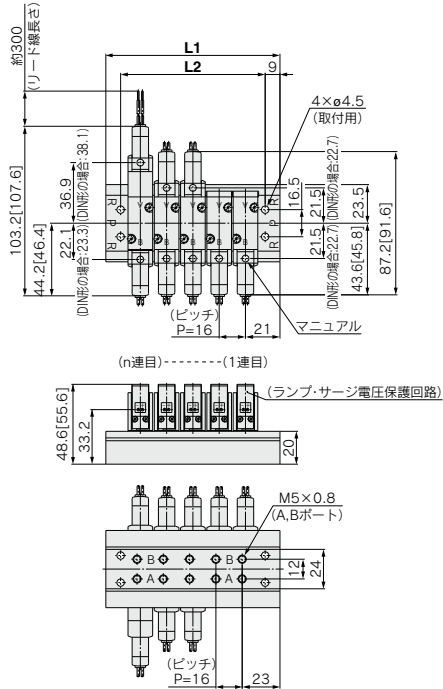 L1
L2
9
約300
(リード線長さ)
4×ø4.5
(取付用)
103.2[107.6]
44.2[46.4]
36.9
(DIN形の場合:38.1)
22.1
(DIN形の場合:23.3)
16.5
21.5
(DIN形の場合:22.7)
23.5
21.5
(DIN形の場合:22.7)
43.6[45.8]
87.2[91.6]
R
P
R
R
R
(ピッチ)
P=16
21
マニュアル
(n連目)--------(1連目)
(ランプ・サージ電圧保護回路)
48.6[55.6]
33.2
20
M5×0.8
(A,Bポート)
B
B
A
A
12
24
(ピッチ)
P=16
23